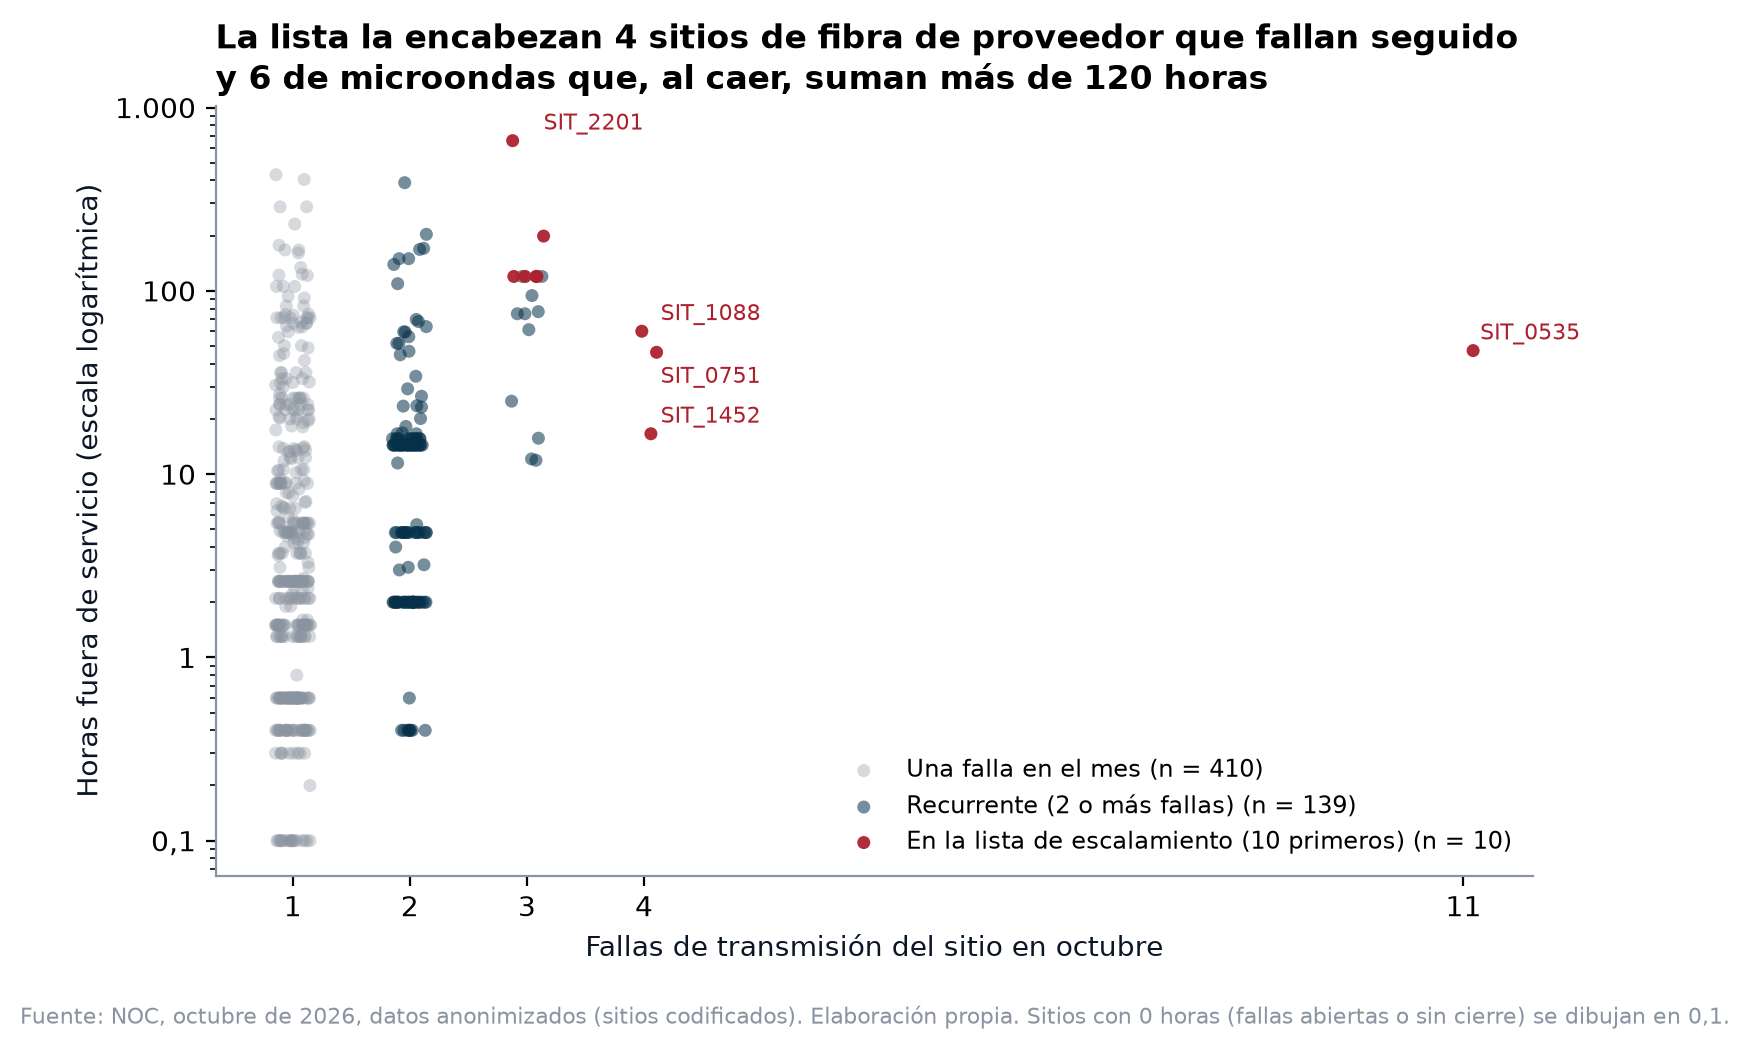 La lista la encabezan 4 sitios de fibra de proveedor que fallan seguido
y 6 de microondas que, al caer, suman más de 120 horas
1.000
100
10
1
0,1
Horas fuera de servicio (escala logarítmica)
SIT_2201
SIT_1088
SIT_0535
SIT_0751
SIT_1452
Una falla en el mes (n = 410)
Recurrente (2 o más fallas) (n = 139)
En la lista de escalamiento (10 primeros) (n = 10)
1 2 3 4 11
Fallas de transmisión del sitio en octubre
Fuente: NOC, octubre de 2026, datos anonimizados (sitios codificados). Elaboración propia. Sitios con 0 horas (fallas abiertas o sin cierre) se dibujan en 0,1.